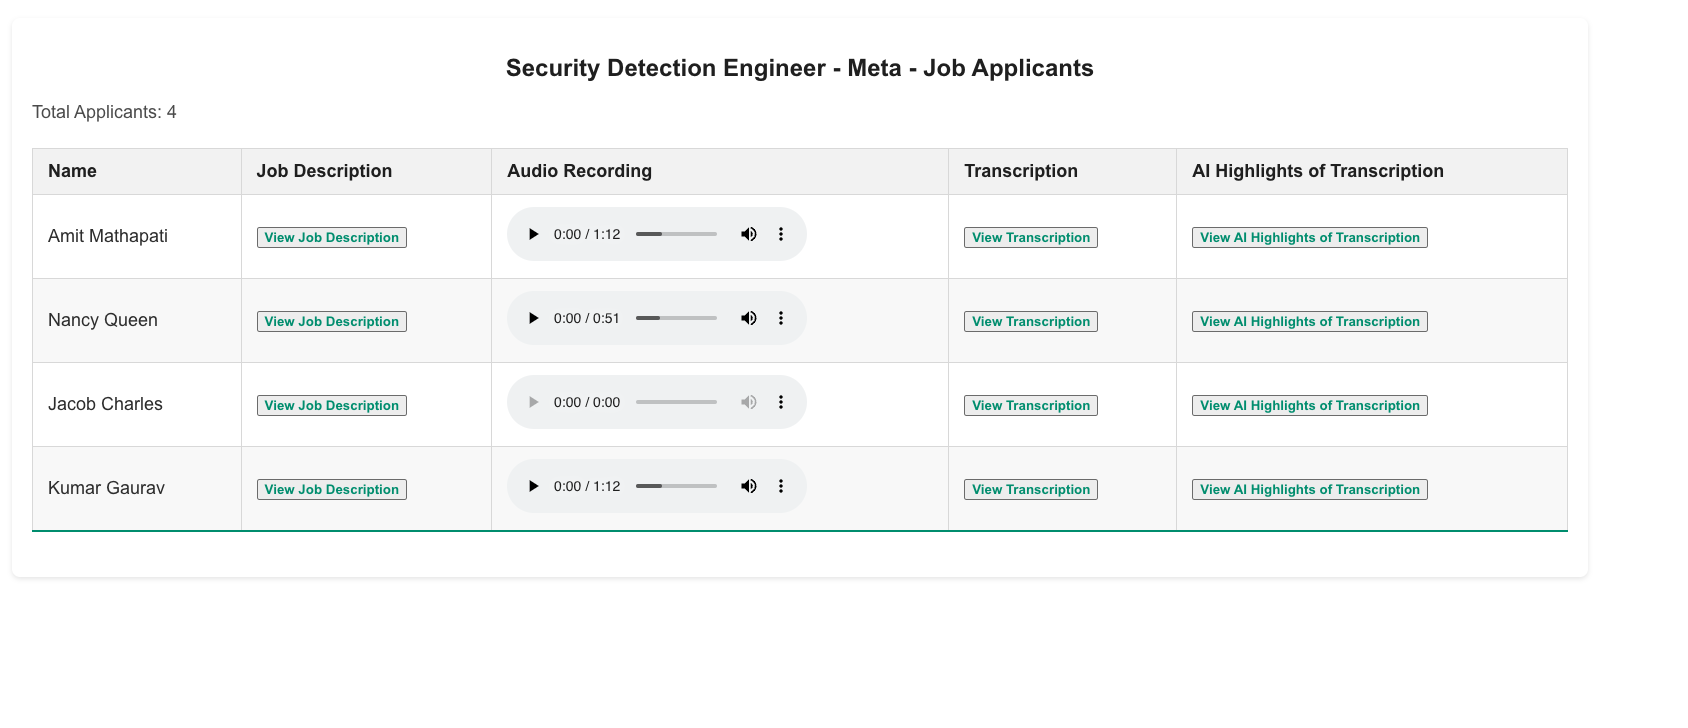 Security Detection Engineer - Meta - Job Applicants
Total Applicants: 4
Name Job Description Audio Recording Transcription AI Highlights of Transcription
Amit Mathapati View Job Description 0:00 / 1:12 View Transcription View AI Highlights of Transcription
Nancy Queen View Job Description 0:00 / 0:51 View Transcription View AI Highlights of Transcription
Jacob Charles View Job Description 0:00 / 0:00 View Transcription View AI Highlights of Transcription
Kumar Gaurav View Job Description 0:00 / 1:12 View Transcription View AI Highlights of Transcription